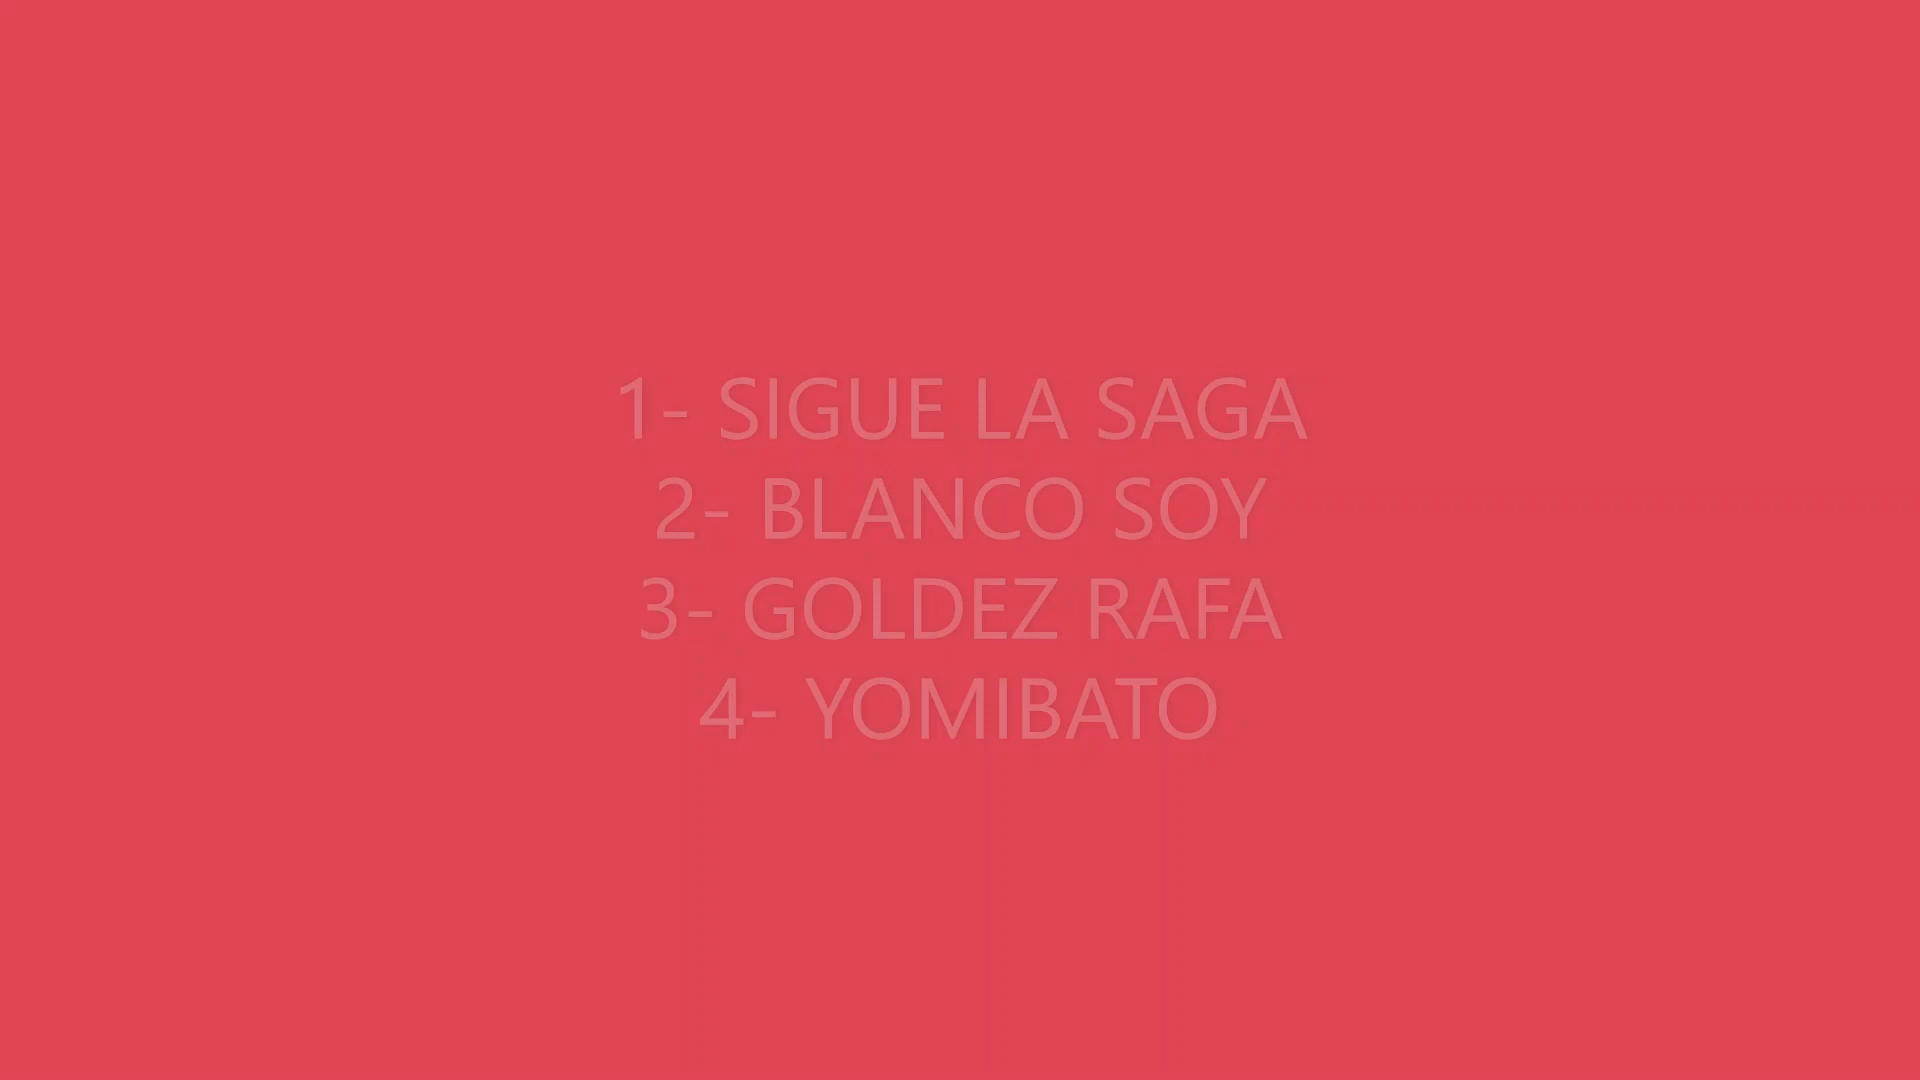 1- SIGUE LA SAGA
2- BLANCO SOY
3- GOLDEZ RAFA
4- YOMIBATO